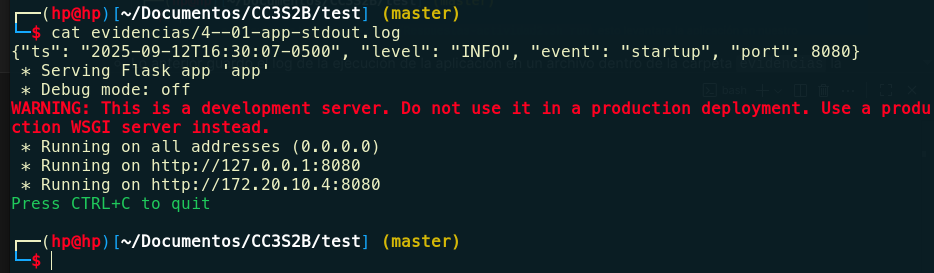 ┌──(hp@hp)[~/Documentos/CC3S2B/test] (master)
└─$ cat evidencias/4--01-app-stdout.log
{"ts": "2025-09-12T16:30:07-0500", "level": "INFO", "event": "startup", "port": 8080}
 * Serving Flask app 'app'
 * Debug mode: off
WARNING: This is a development server. Do not use it in a production deployment. Use a produ
ction WSGI server instead.
 * Running on all addresses (0.0.0.0)
 * Running on http://127.0.0.1:8080
 * Running on http://172.20.10.4:8080
Press CTRL+C to quit
┌──(hp@hp)[~/Documentos/CC3S2B/test] (master)
└─$